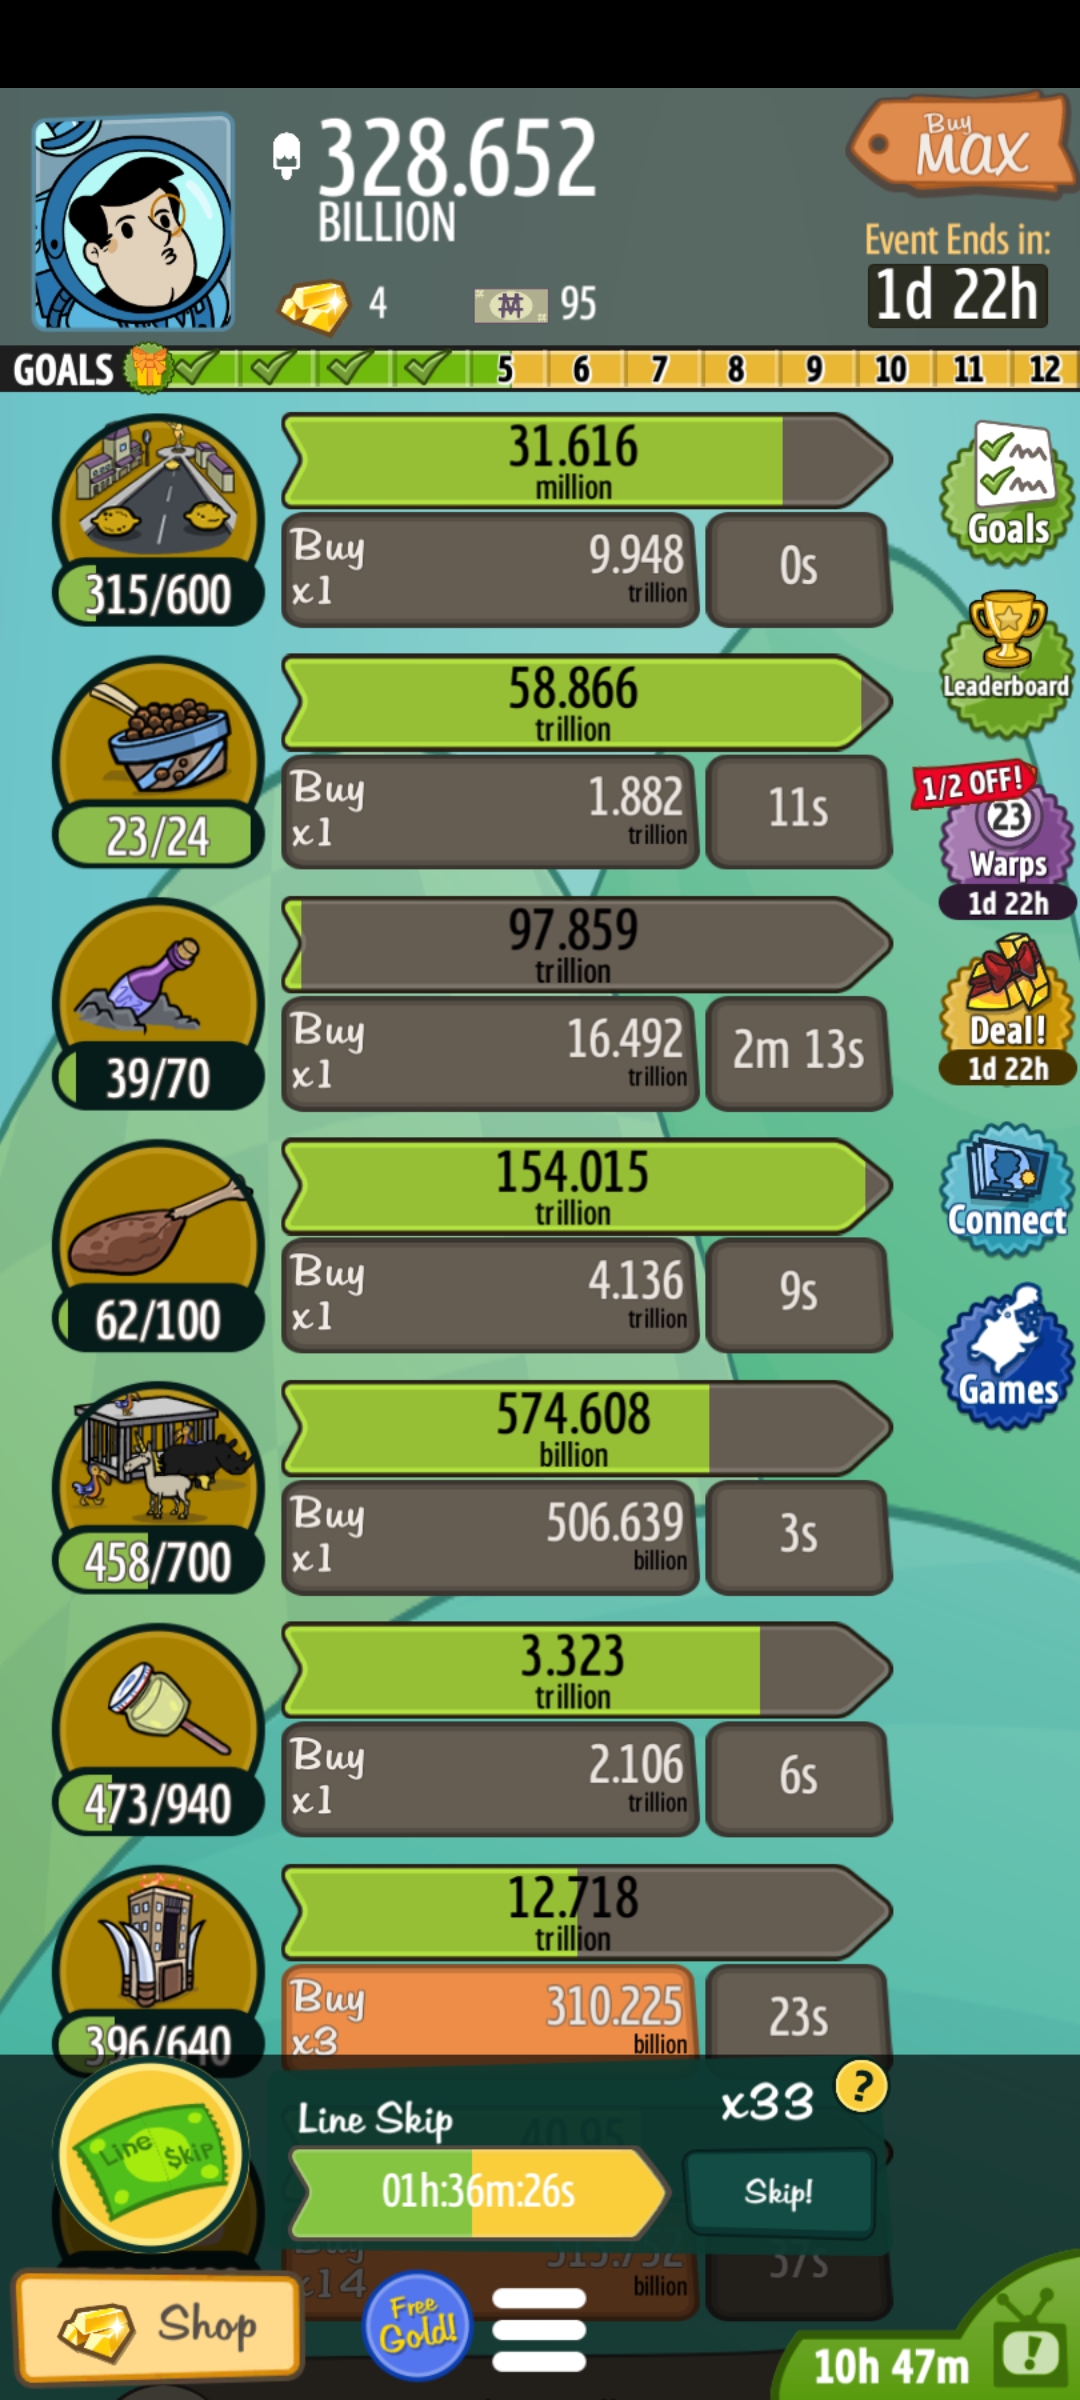 328.652
BILLION
Buy
MAX
Event Ends in:
1d 22h
4
95
GOALS
5 6 7 8 9 10 11 12
31.616
million
Buy
x1
9.948
trillion
0s
315/600
Goals
58.866
trillion
Buy
x1
1.882
trillion
11s
23/24
Leaderboard
1/2 OFF!
23
Warps
1d 22h
97.859
trillion
Buy
x1
16.492
trillion
2m 13s
39/70
Deal!
1d 22h
154.015
trillion
Buy
x1
4.136
trillion
9s
62/100
Connect
574.608
billion
Buy
x1
506.639
billion
3s
458/700
Games
3.323
trillion
Buy
x1
2.106
trillion
6s
473/940
12.718
trillion
Buy
x3
310.225
billion
23s
396/640
Line Skip
Line Skip
x33
?
40.95
01h:36m:26s
Skip!
Buy
x14
billion
37s
Shop
Free
Gold!
10h 47m